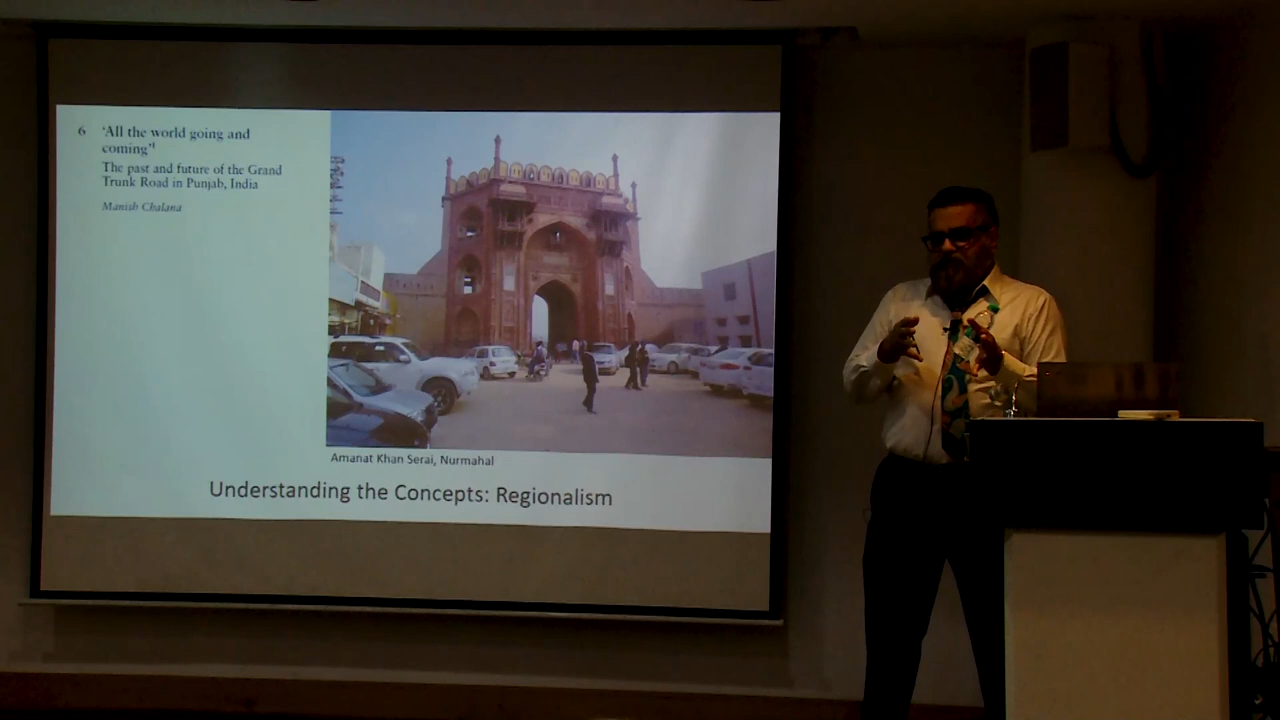 6 'All the world going and
coming'¹
The past and future of the Grand
Trunk Road in Punjab, India
Manish Chalana
Amanat Khan Serai, Nurmahal
Understanding the Concepts: Regionalism